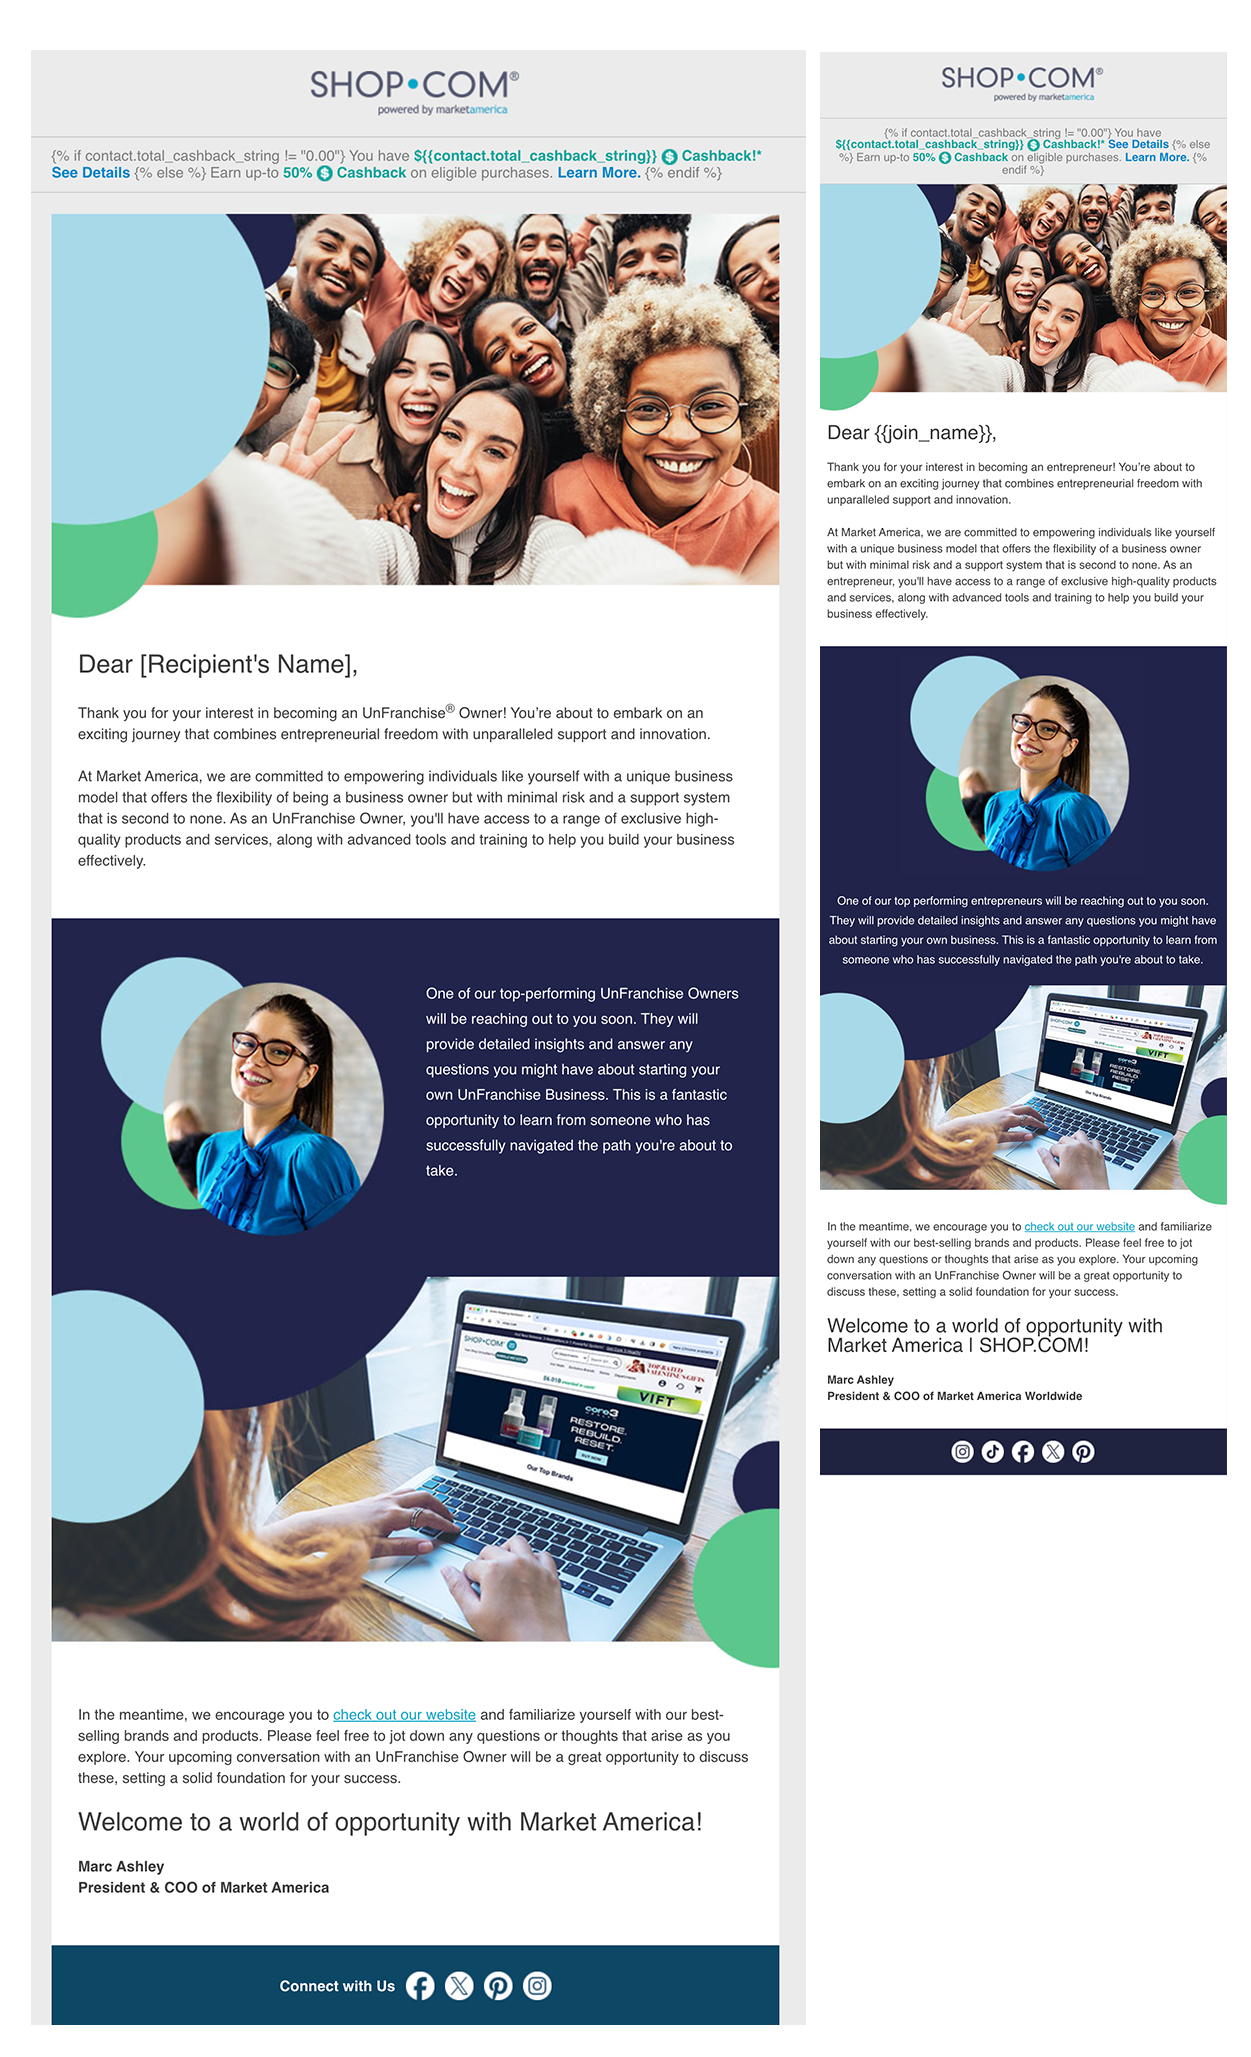 SHOP•COM®
powered by marketamerica
{% if contact.total_cashback_string != "0.00"} You have ${{contact.total_cashback_string}} $ Cashback!*
See Details {% else %} Earn up-to 50% $ Cashback on eligible purchases. Learn More. {% endif %}
Dear [Recipient's Name],
Thank you for your interest in becoming an UnFranchise® Owner! You’re about to embark on an
exciting journey that combines entrepreneurial freedom with unparalleled support and innovation.
At Market America, we are committed to empowering individuals like yourself with a unique business
model that offers the flexibility of being a business owner but with minimal risk and a support system
that is second to none. As an UnFranchise Owner, you'll have access to a range of exclusive high-
quality products and services, along with advanced tools and training to help you build your business
effectively.
One of our top-performing UnFranchise Owners
will be reaching out to you soon. They will
provide detailed insights and answer any
questions you might have about starting your
own UnFranchise Business. This is a fantastic
opportunity to learn from someone who has
successfully navigated the path you're about to
take.
SHOP•COM
TOP-RATED
VALENTINE'S GIFTS
VIFT
core3
RESTORE.
REBUILD.
RESET.
BUY NOW
Our Top Brands
In the meantime, we encourage you to check out our website and familiarize yourself with our best-
selling brands and products. Please feel free to jot down any questions or thoughts that arise as you
explore. Your upcoming conversation with an UnFranchise Owner will be a great opportunity to discuss
these, setting a solid foundation for your success.
Welcome to a world of opportunity with Market America!
Marc Ashley
President & COO of Market America
Connect with Us
SHOP•COM®
powered by marketamerica
{% if contact.total_cashback_string != "0.00"} You have
${{contact.total_cashback_string}} $ Cashback!* See Details {% else
%} Earn up-to 50% $ Cashback on eligible purchases. Learn More. {%
endif %}
Dear {{join_name}},
Thank you for your interest in becoming an entrepreneur! You’re about to
embark on an exciting journey that combines entrepreneurial freedom with
unparalleled support and innovation.
At Market America, we are committed to empowering individuals like yourself
with a unique business model that offers the flexibility of a business owner
but with minimal risk and a support system that is second to none. As an
entrepreneur, you'll have access to a range of exclusive high-quality products
and services, along with advanced tools and training to help you build your
business effectively.
One of our top performing entrepreneurs will be reaching out to you soon.
They will provide detailed insights and answer any questions you might have
about starting your own business. This is a fantastic opportunity to learn from
someone who has successfully navigated the path you're about to take.
SHOP•COM
TOP-RATED
VALENTINE'S GIFTS
VIFT
core3
RESTORE.
REBUILD.
RESET.
Our Top Brands
In the meantime, we encourage you to check out our website and familiarize
yourself with our best-selling brands and products. Please feel free to jot
down any questions or thoughts that arise as you explore. Your upcoming
conversation with an UnFranchise Owner will be a great opportunity to
discuss these, setting a solid foundation for your success.
Welcome to a world of opportunity with
Market America | SHOP.COM!
Marc Ashley
President & COO of Market America Worldwide